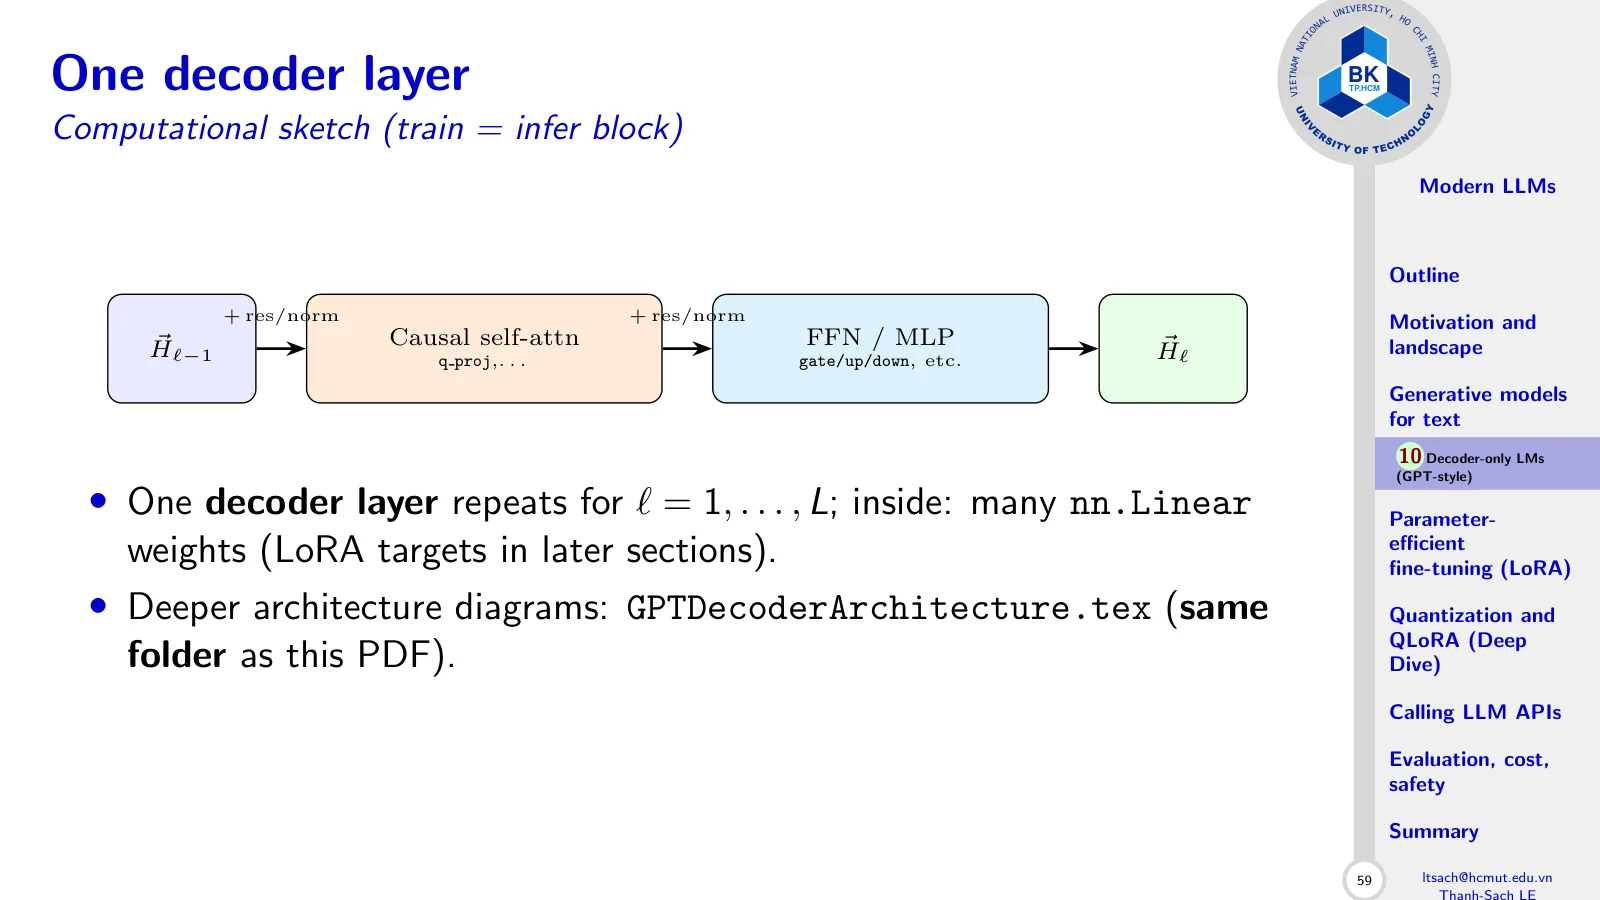 One decoder layer
Computational sketch (train = infer block)
H⃗ℓ−1
+ res/norm
Causal self-attn
q_proj,...
+ res/norm
FFN / MLP
gate/up/down, etc.
H⃗ℓ
• One decoder layer repeats for ℓ = 1, . . . , L; inside: many nn.Linear
weights (LoRA targets in later sections).
• Deeper architecture diagrams: GPTDecoderArchitecture.tex (same
folder as this PDF).
VIETNAM NATIONAL UNIVERSITY, HO CHI MINH CITY
BK
TP.HCM
UNIVERSITY OF TECHNOLOGY
Modern LLMs
Outline
Motivation and
landscape
Generative models
for text
10 Decoder-only LMs
(GPT-style)
Parameter-
efficient
fine-tuning (LoRA)
Quantization and
QLoRA (Deep
Dive)
Calling LLM APIs
Evaluation, cost,
safety
Summary
59
ltsach@hcmut.edu.vn
Thanh-Sach LE